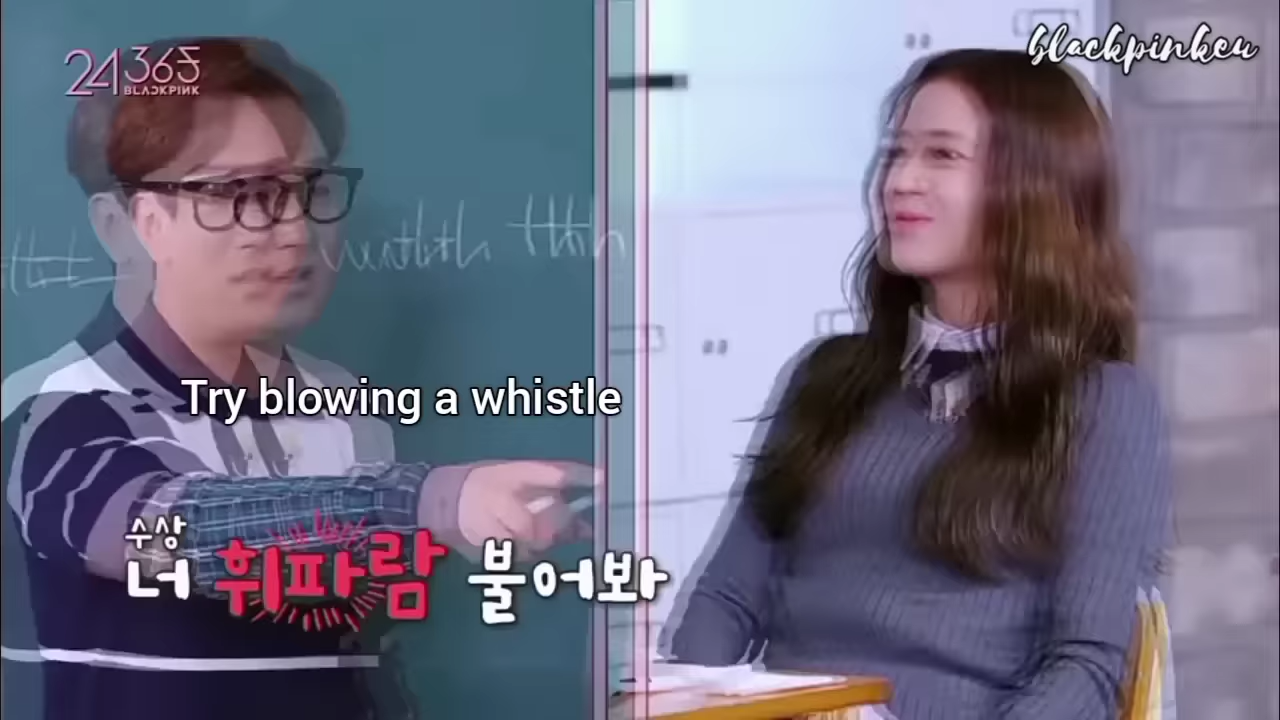 24 365
BLACKPINK
blackpinkeu
Try blowing a whistle
수상
너 휘파람 불어봐